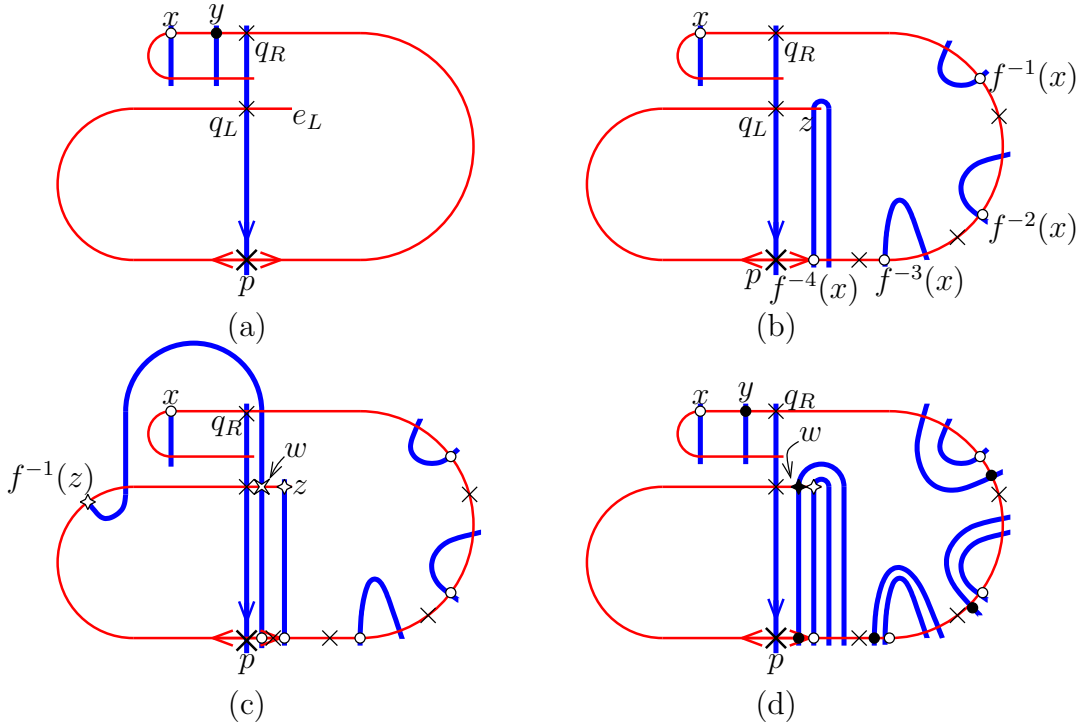 x
y
q_R
q_L
e_L
p
(a)
x
q_R
f^{-1}(x)
q_L
z
f^{-2}(x)
p
f^{-4}(x)
f^{-3}(x)
(b)
x
q_R
w
f^{-1}(z)
z
p
(c)
x
y
q_R
w
p
(d)